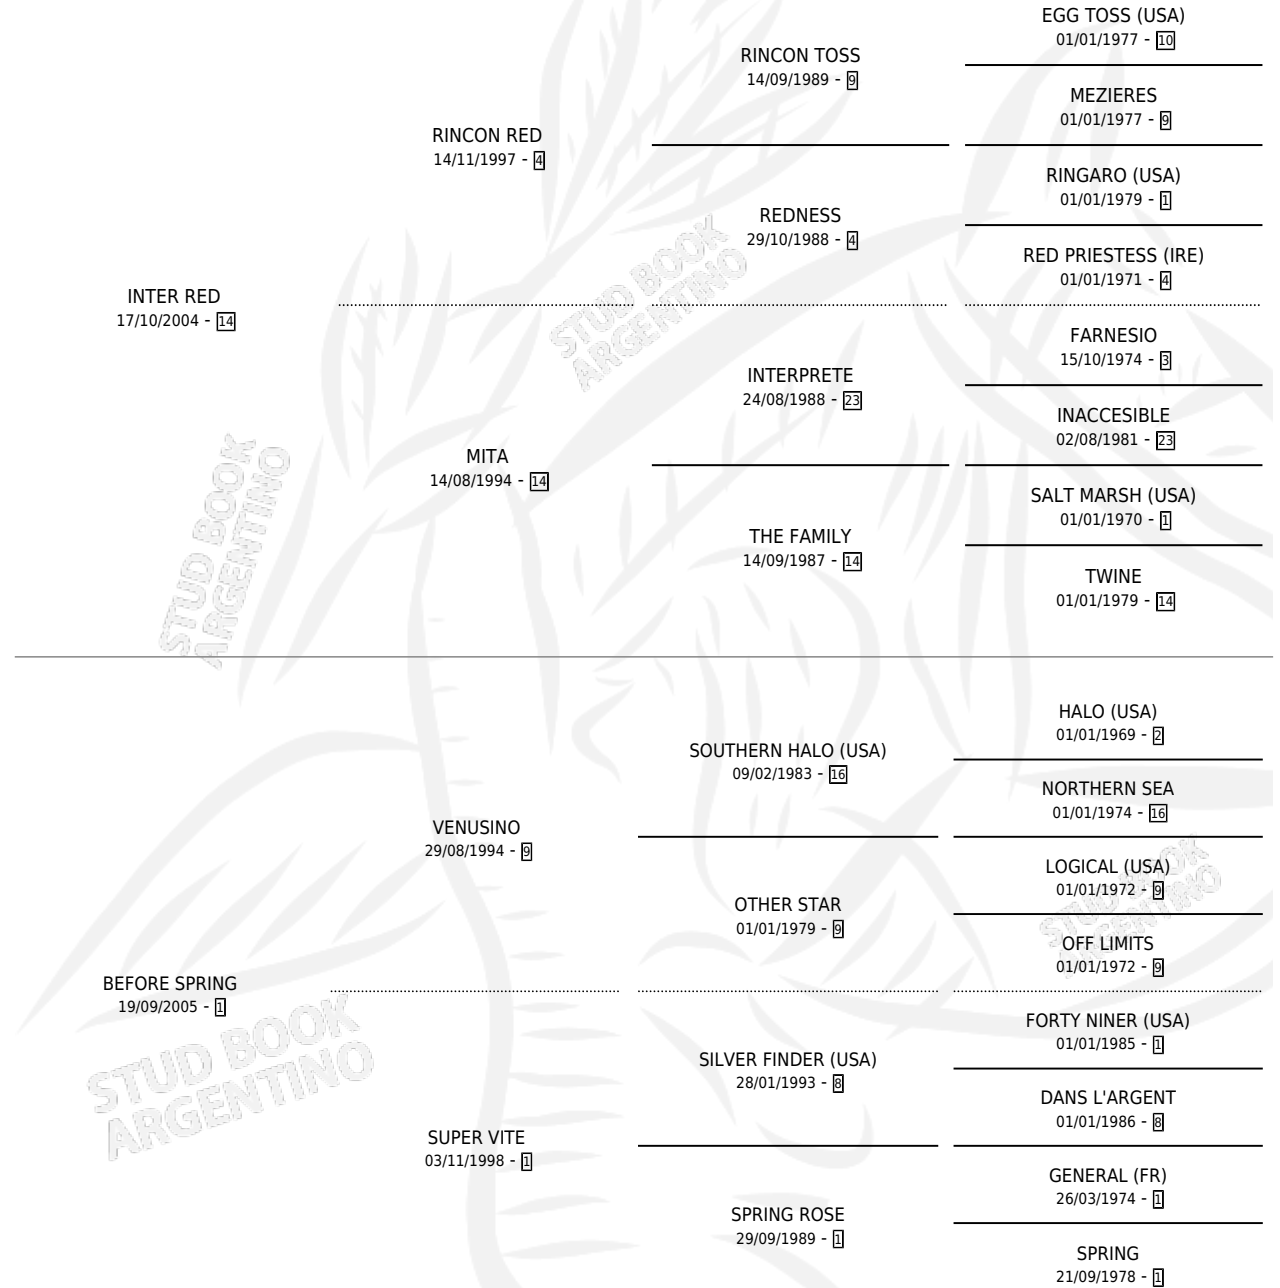 EGG TOSS (USA)
01/01/1977 - 10
RINCON TOSS
14/09/1989 - 9
MEZIERES
01/01/1977 - 9
RINCON RED
14/11/1997 - 4
RINGARO (USA)
01/01/1979 - 1
REDNESS
29/10/1988 - 4
RED PRIESTESS (IRE)
01/01/1971 - 4
INTER RED
17/10/2004 - 14
STUD BOOK
ARGENTINO
FARNESIO
15/10/1974 - 3
INTERPRETE
24/08/1988 - 23
INACCESIBLE
02/08/1981 - 23
MITA
14/08/1994 - 14
SALT MARSH (USA)
01/01/1970 - 1
THE FAMILY
14/09/1987 - 14
TWINE
01/01/1979 - 14
STUD BOOK
ARGENTINO
HALO (USA)
01/01/1969 - 2
SOUTHERN HALO (USA)
09/02/1983 - 16
NORTHERN SEA
01/01/1974 - 16
VENUSINO
29/08/1994 - 9
LOGICAL (USA)
01/01/1972 - 9
OTHER STAR
01/01/1979 - 9
OFF LIMITS
01/01/1972 - 9
STUD BOOK
ARGENTINO
BEFORE SPRING
19/09/2005 - 1
FORTY NINER (USA)
01/01/1985 - 1
SILVER FINDER (USA)
28/01/1993 - 8
DANS L'ARGENT
01/01/1986 - 8
STUD BOOK
ARGENTINO
SUPER VITE
03/11/1998 - 1
GENERAL (FR)
26/03/1974 - 1
SPRING ROSE
29/09/1989 - 1
SPRING
21/09/1978 - 1